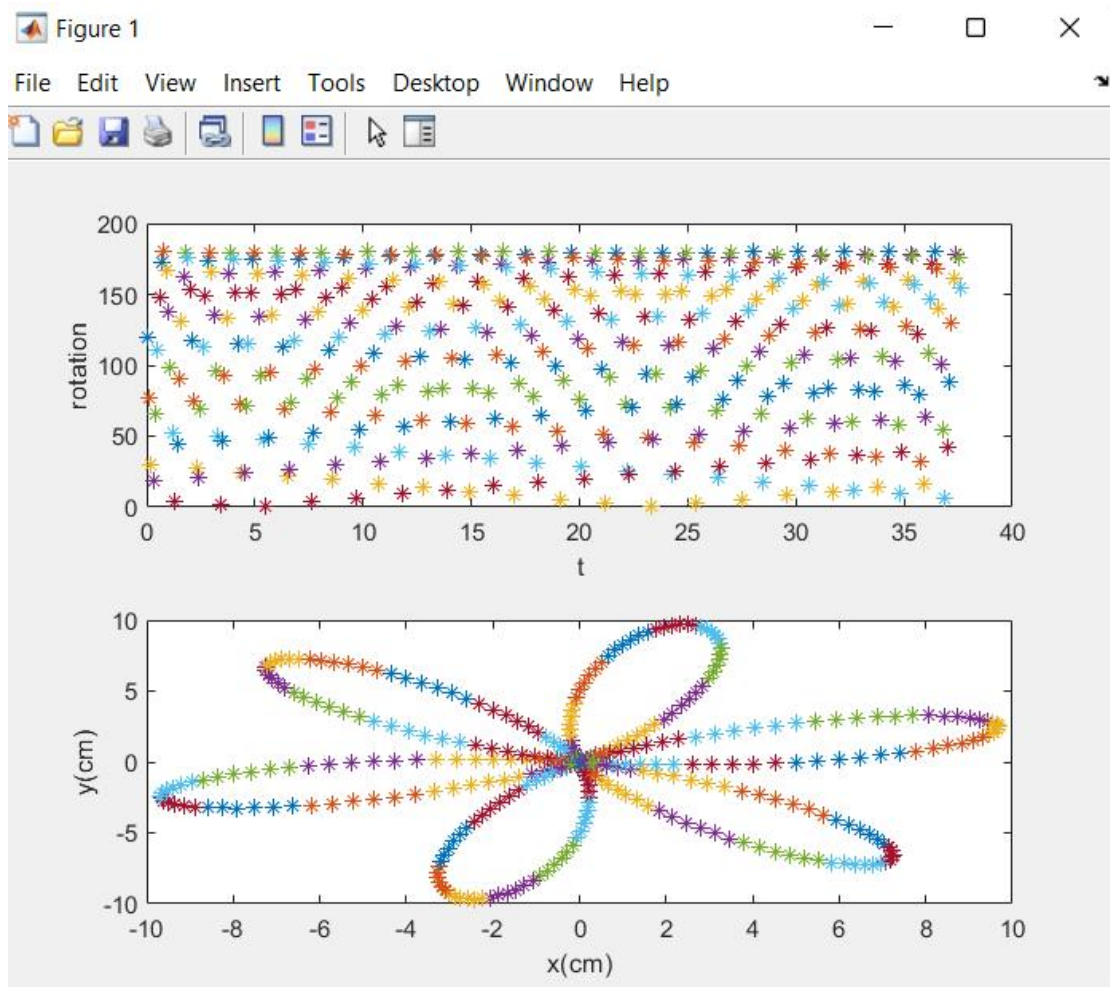 Figure 1
File Edit View Insert Tools Desktop Window Help
200
150
100
50
0
rotation
0 5 10 15 20 25 30 35 40
t
10
5
0
-5
-10
y(cm)
-10 -8 -6 -4 -2 0 2 4 6 8 10
x(cm)